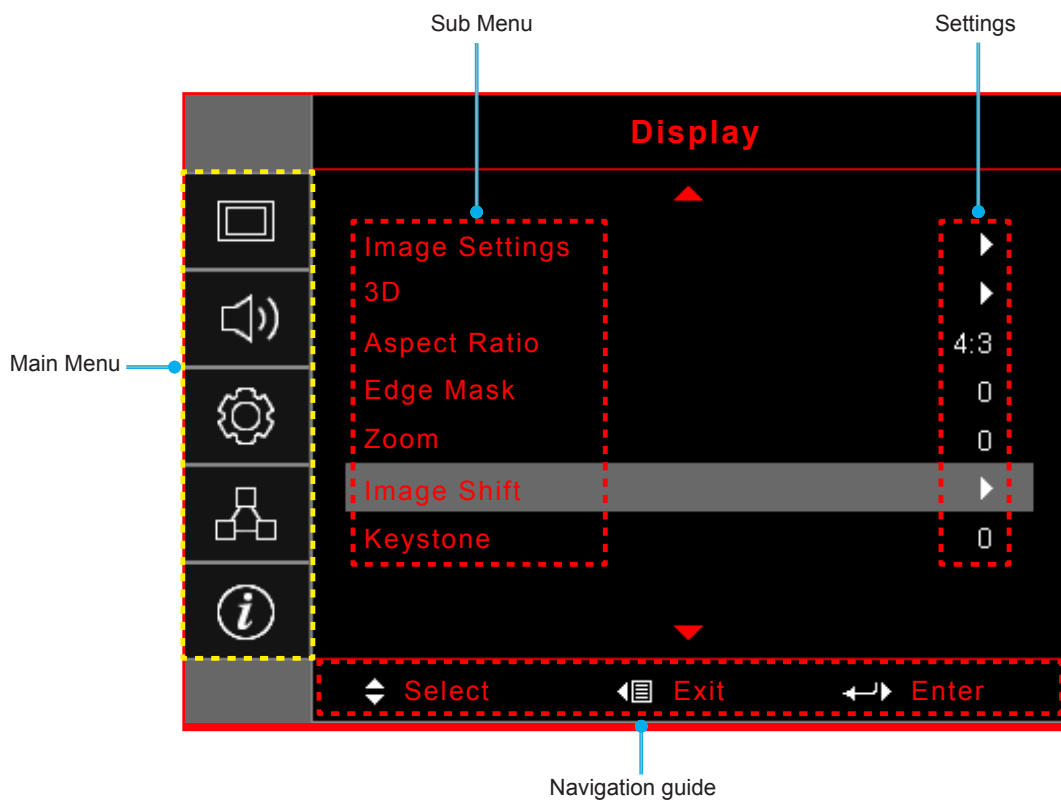 Sub Menu
Settings
Display
Image Settings
3D
Aspect Ratio 4:3
Edge Mask 0
Zoom 0
Image Shift
Keystone 0
Main Menu
i
Select Exit Enter
Navigation guide